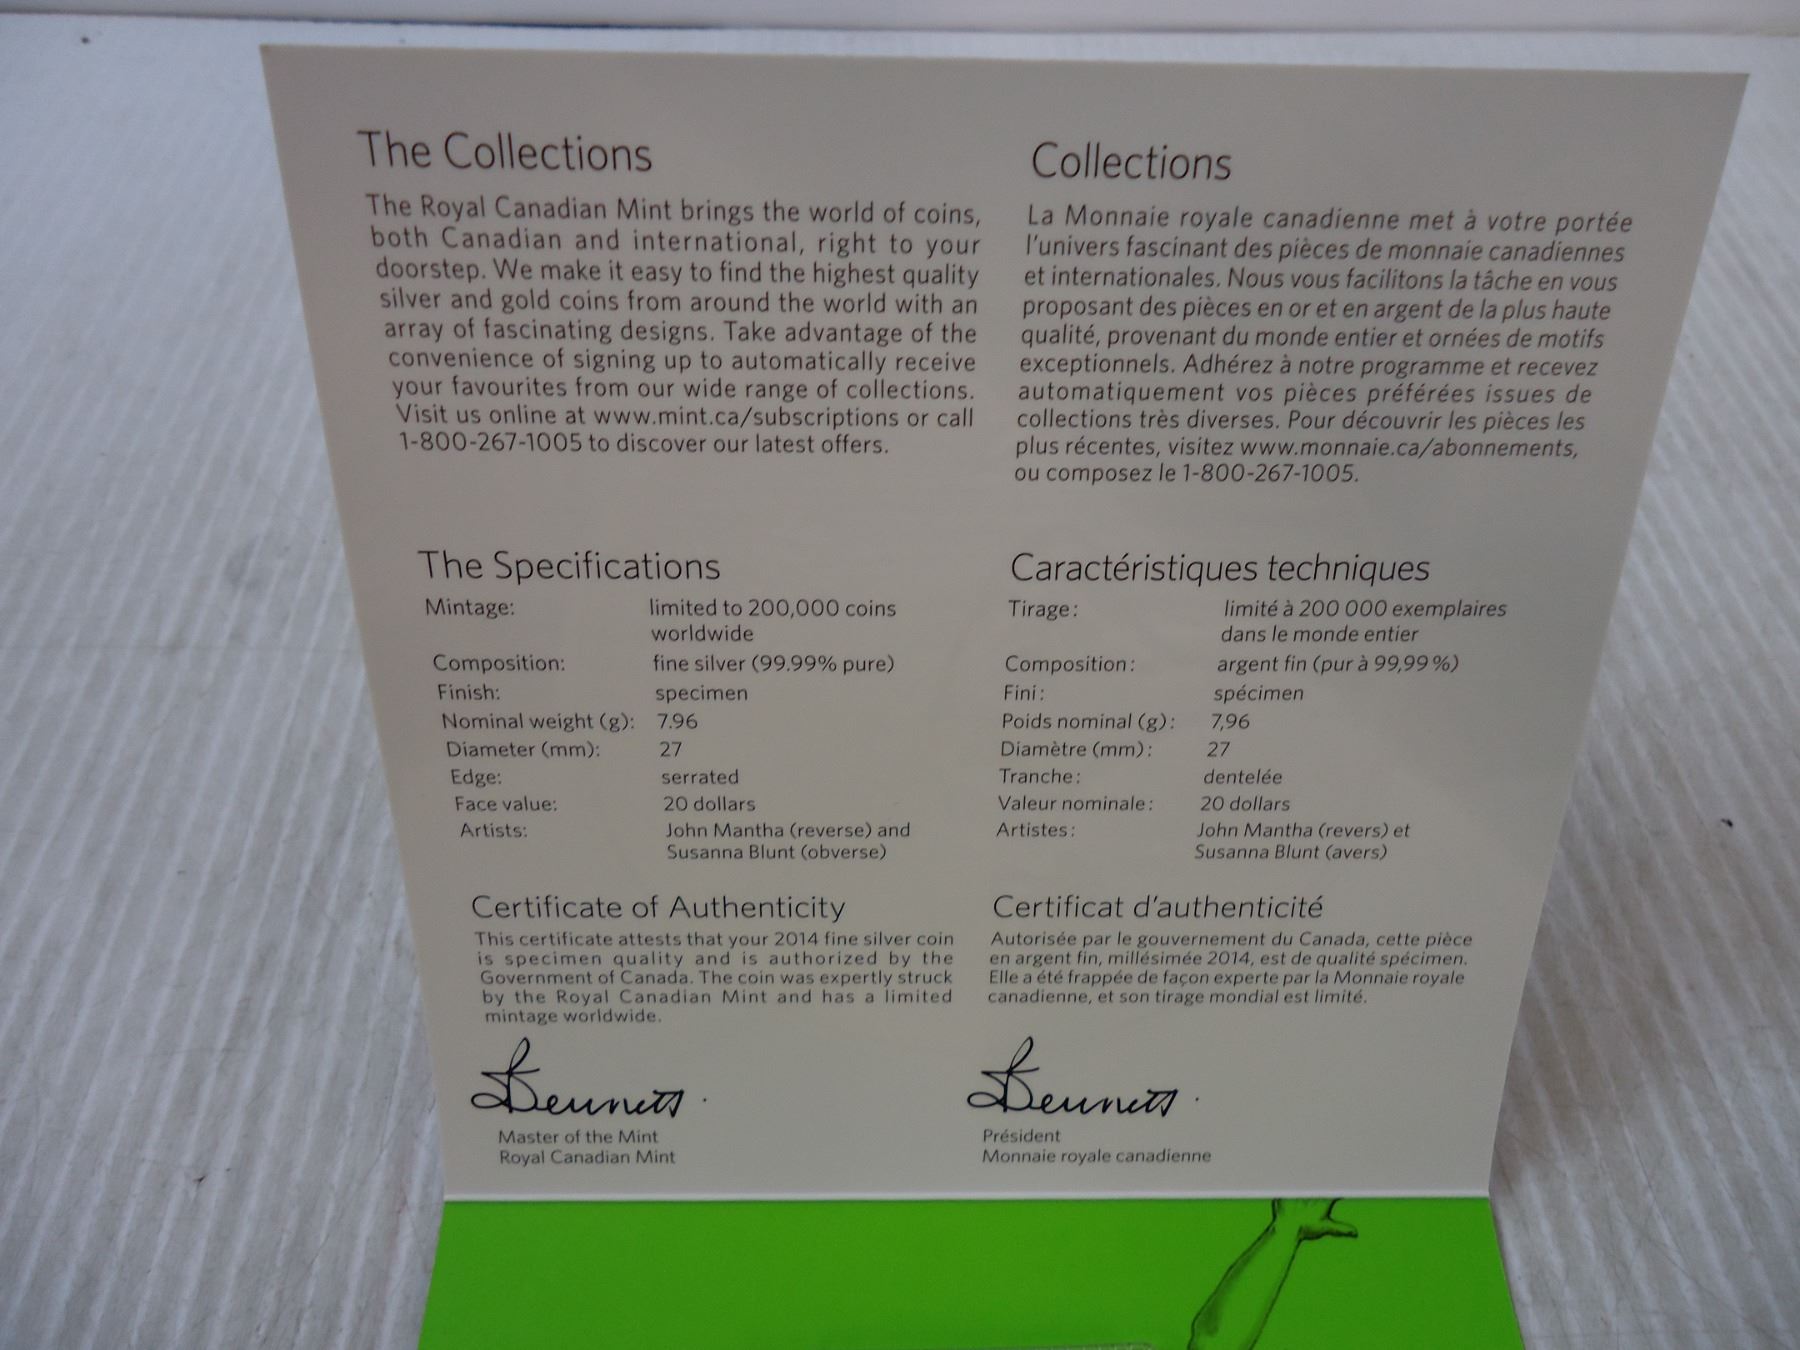 The Collections
The Royal Canadian Mint brings the world of coins,
both Canadian and international, right to your
doorstep. We make it easy to find the highest quality
silver and gold coins from around the world with an
array of fascinating designs. Take advantage of the
convenience of signing up to automatically receive
your favourites from our wide range of collections.
Visit us online at www.mint.ca/subscriptions or call
1-800-267-1005 to discover our latest offers.
The Specifications
Mintage: limited to 200,000 coins
worldwide
Composition: fine silver (99.99% pure)
Finish: specimen
Nominal weight (g): 7.96
Diameter (mm): 27
Edge: serrated
Face value: 20 dollars
Artists: John Mantha (reverse) and
Susanna Blunt (obverse)
Certificate of Authenticity
This certificate attests that your 2014 fine silver coin
is specimen quality and is authorized by the
Government of Canada. The coin was expertly struck
by the Royal Canadian Mint and has a limited
mintage worldwide.
Bennett
Master of the Mint
Royal Canadian Mint
Collections
La Monnaie royale canadienne met à votre portée
l'univers fascinant des pièces de monnaie canadiennes
et internationales. Nous vous facilitons la tâche en vous
proposant des pièces en or et en argent de la plus haute
qualité, provenant du monde entier et ornées de motifs
exceptionnels. Adhérez à notre programme et recevez
automatiquement vos pièces préférées issues de
collections très diverses. Pour découvrir les pièces les
plus récentes, visitez www.monnaie.ca/abonnements,
ou composez le 1-800-267-1005.
Caractéristiques techniques
Tirage : limité à 200 000 exemplaires
dans le monde entier
Composition : argent fin (pur à 99,99 %)
Fini : spécimen
Poids nominal (g) : 7,96
Diamètre (mm) : 27
Tranche : dentelée
Valeur nominale : 20 dollars
Artistes : John Mantha (revers) et
Susanna Blunt (avers)
Certificat d'authenticité
Autorisée par le gouvernement du Canada, cette pièce
en argent fin, millésimée 2014, est de qualité spécimen.
Elle a été frappée de façon experte par la Monnaie royale
canadienne, et son tirage mondial est limité.
Bennett
Président
Monnaie royale canadienne